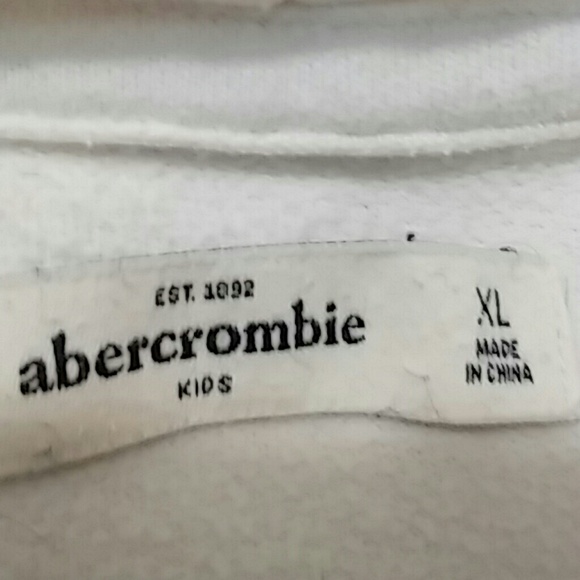 EST. 1892
abercrombie
KIDS
XL
MADE
IN CHINA